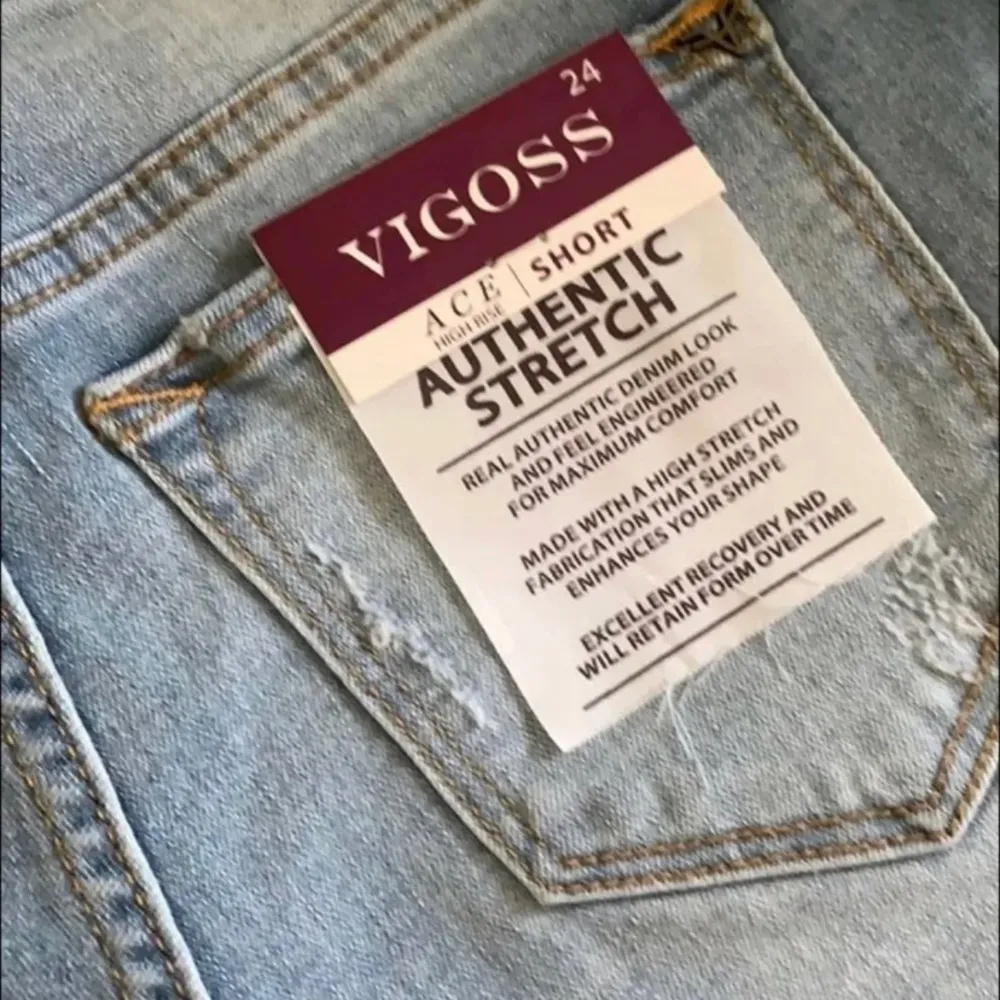 24
VIGOSS
ACE | SHORT
HIGH RISE
AUTHENTIC
STRETCH
REAL AUTHENTIC DENIM LOOK
AND FEEL ENGINEERED
FOR MAXIMUM COMFORT
MADE WITH A HIGH STRETCH
FABRICATION THAT SLIMS AND
ENHANCES YOUR SHAPE
EXCELLENT RECOVERY AND
WILL RETAIN FORM OVER TIME